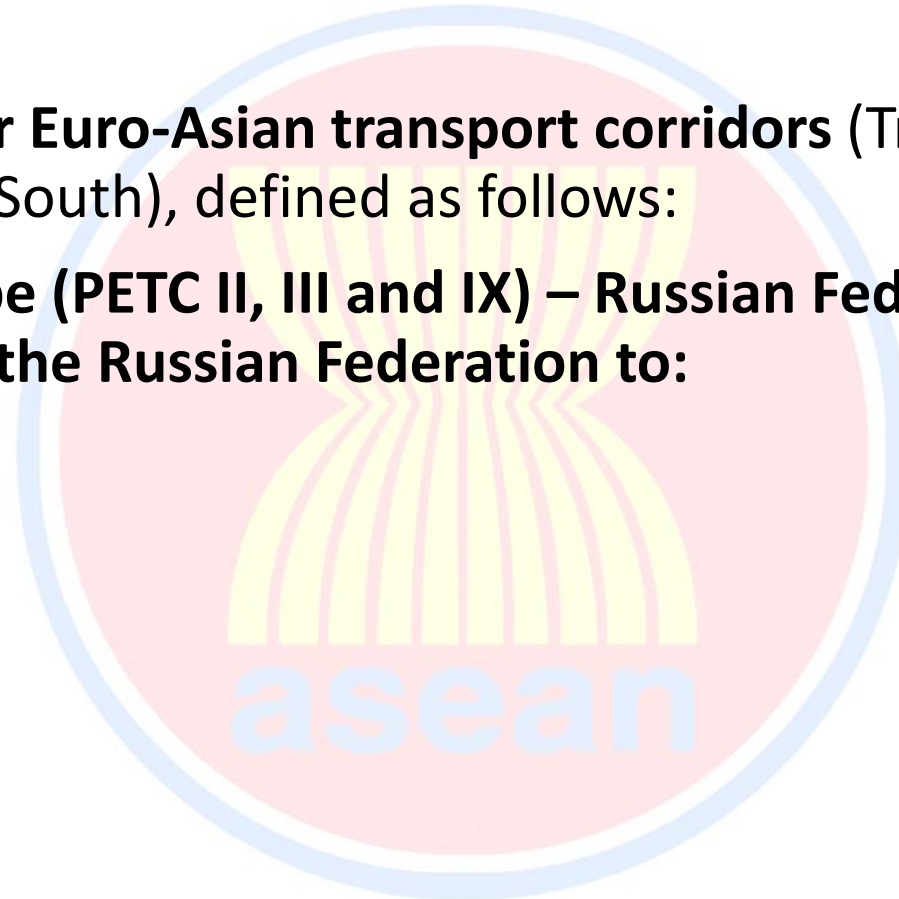 r Euro-Asian transport corridors (Tr
South), defined as follows:
pe (PETC II, III and IX) – Russian Fed
the Russian Federation to:
asean